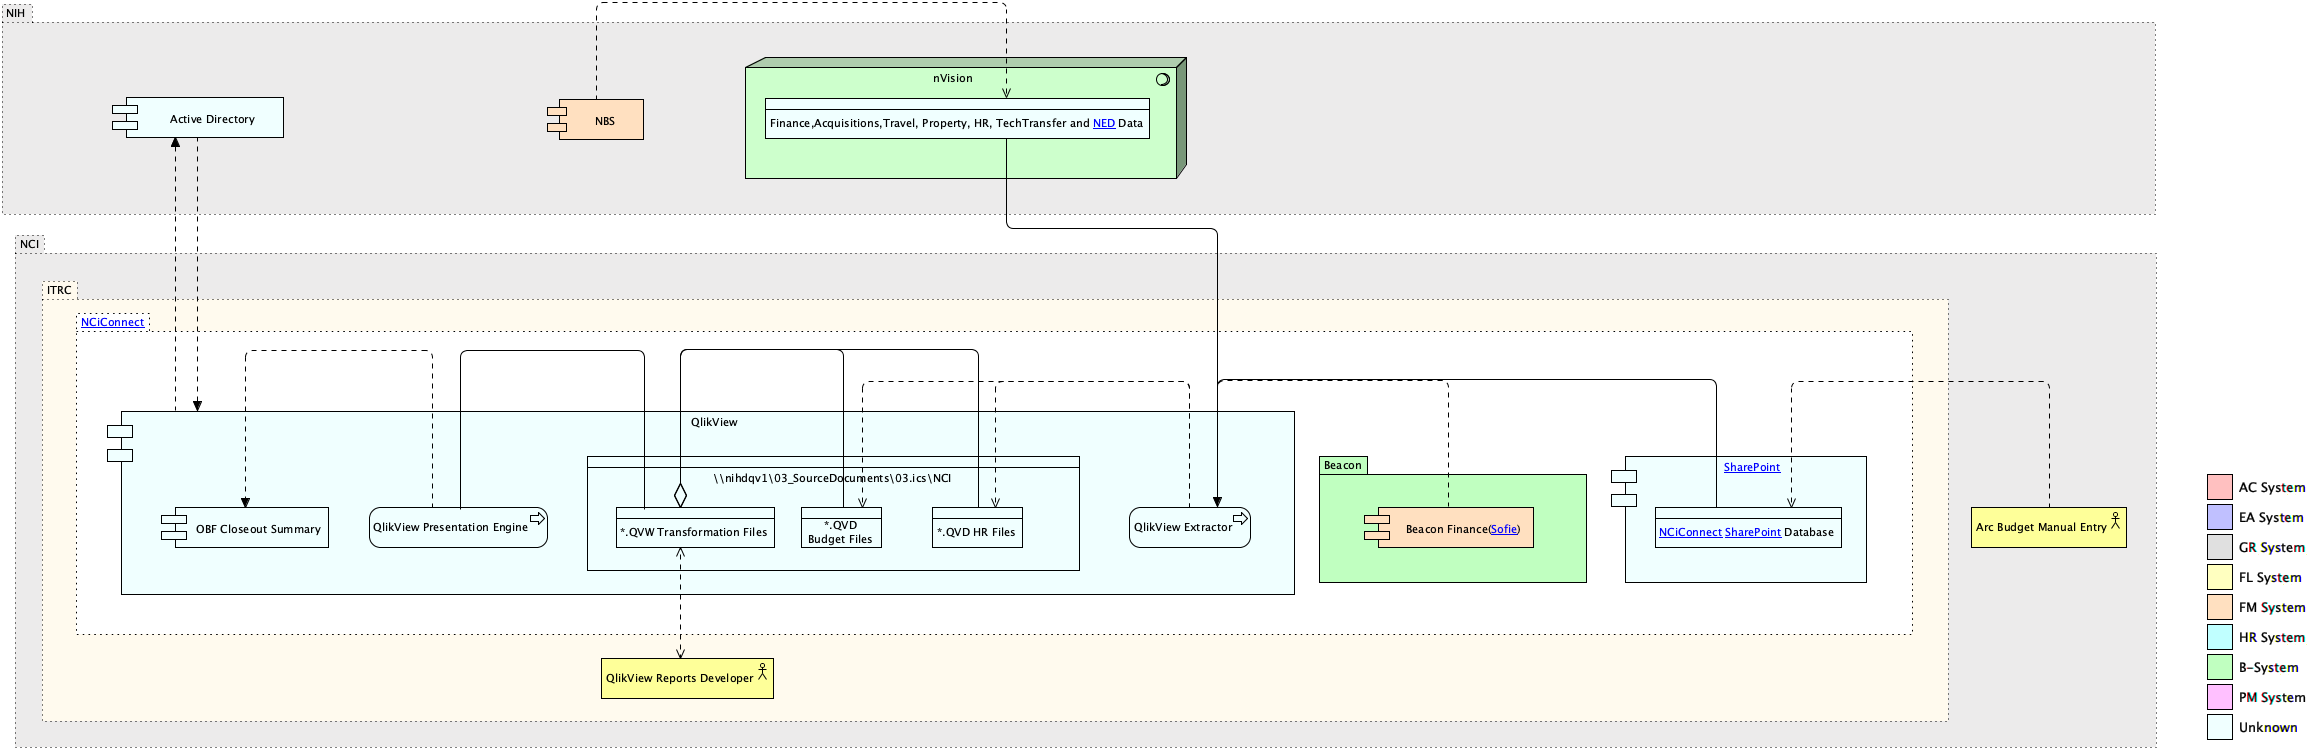 NIH
nVision
Active Directory
NBS
Finance,Acquisitions,Travel, Property, HR, TechTransfer and NED Data
NCI
ITRC
NCiConnect
QlikView
\\nihdqv1\03_SourceDocuments\03.ics\NCI
OBF Closeout Summary
QlikView Presentation Engine
*.QVW Transformation Files
*.QVD
Budget Files
*.QVD HR Files
QlikView Extractor
Beacon
Beacon Finance(Sofie)
SharePoint
NCiConnect SharePoint Database
Arc Budget Manual Entry
QlikView Reports Developer
AC System
EA System
GR System
FL System
FM System
HR System
B-System
PM System
Unknown